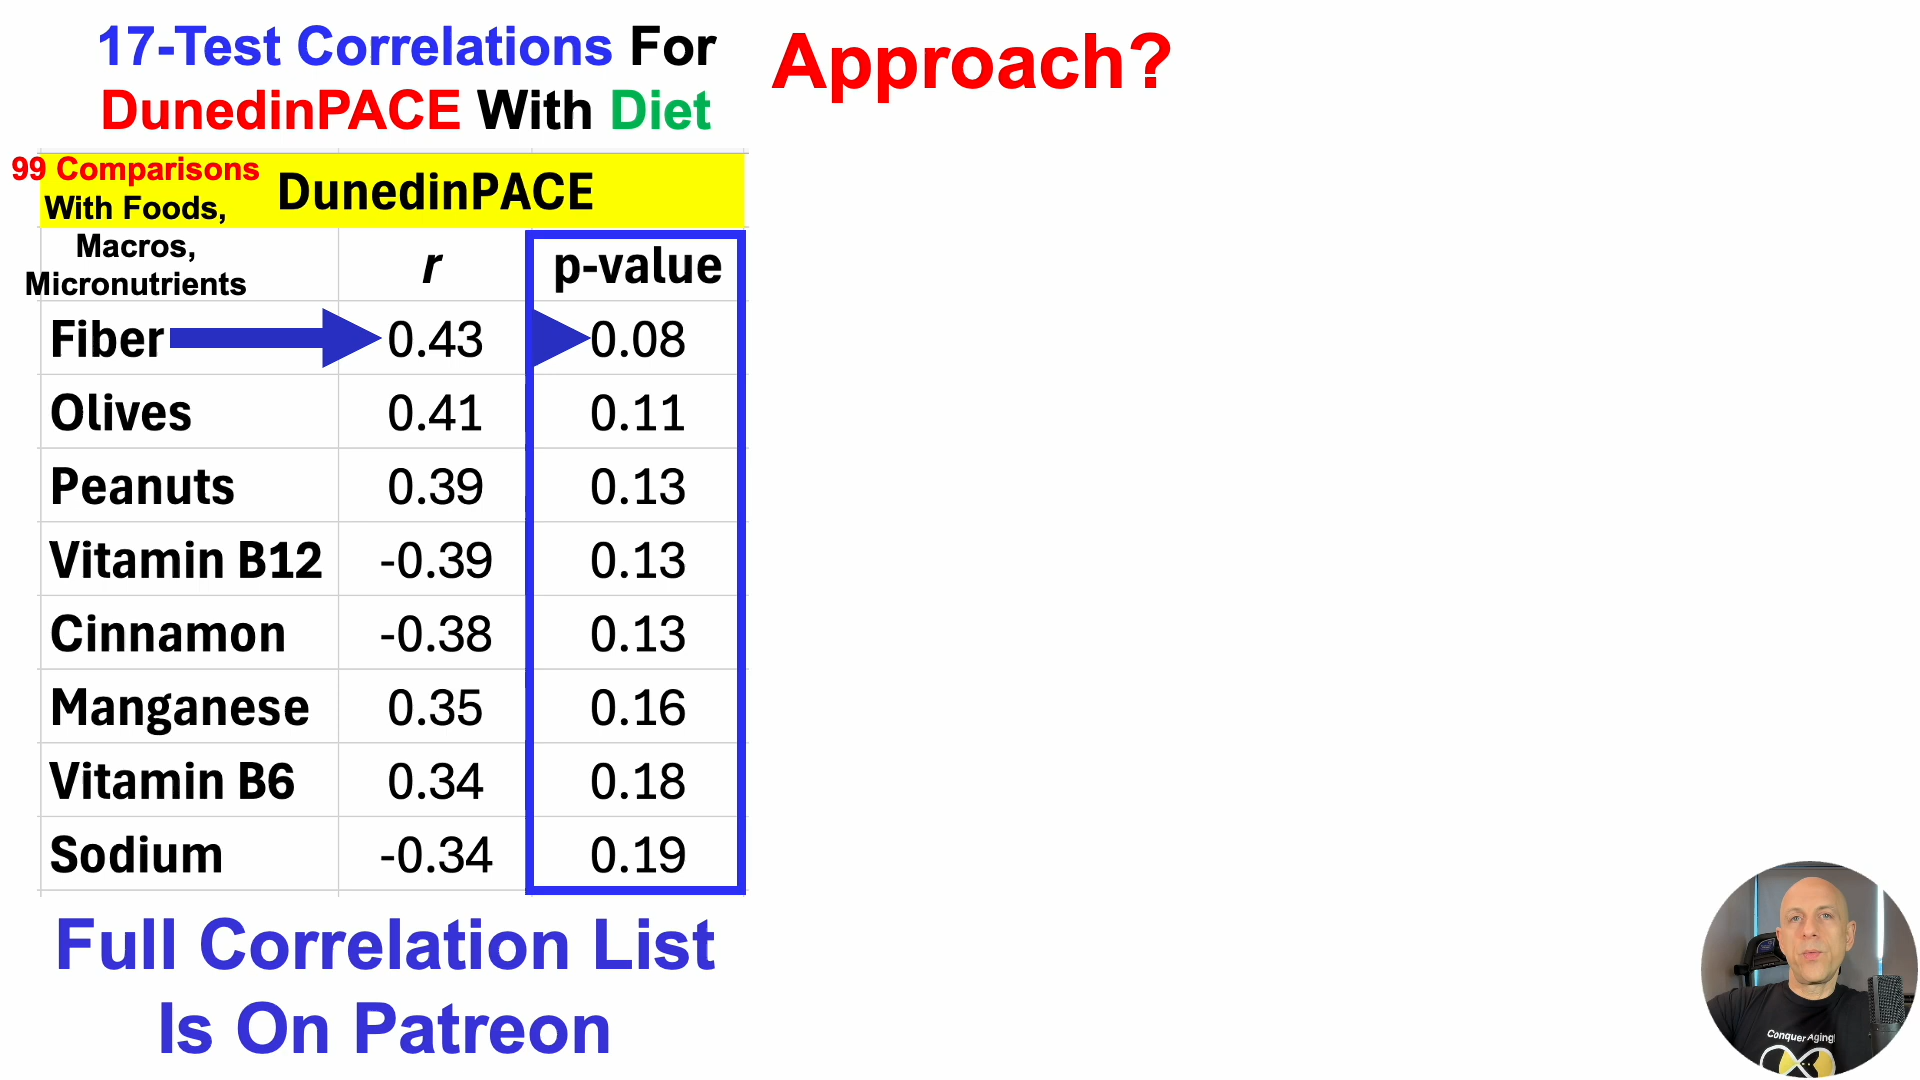 17-Test Correlations For
DunedinPACE With Diet
Approach?
99 Comparisons
With Foods,
Macros,
Micronutrients
DunedinPACE
r p-value
Fiber 0.43 0.08
Olives 0.41 0.11
Peanuts 0.39 0.13
Vitamin B12 -0.39 0.13
Cinnamon -0.38 0.13
Manganese 0.35 0.16
Vitamin B6 0.34 0.18
Sodium -0.34 0.19
Full Correlation List
Is On Patreon
Conquer Aging!